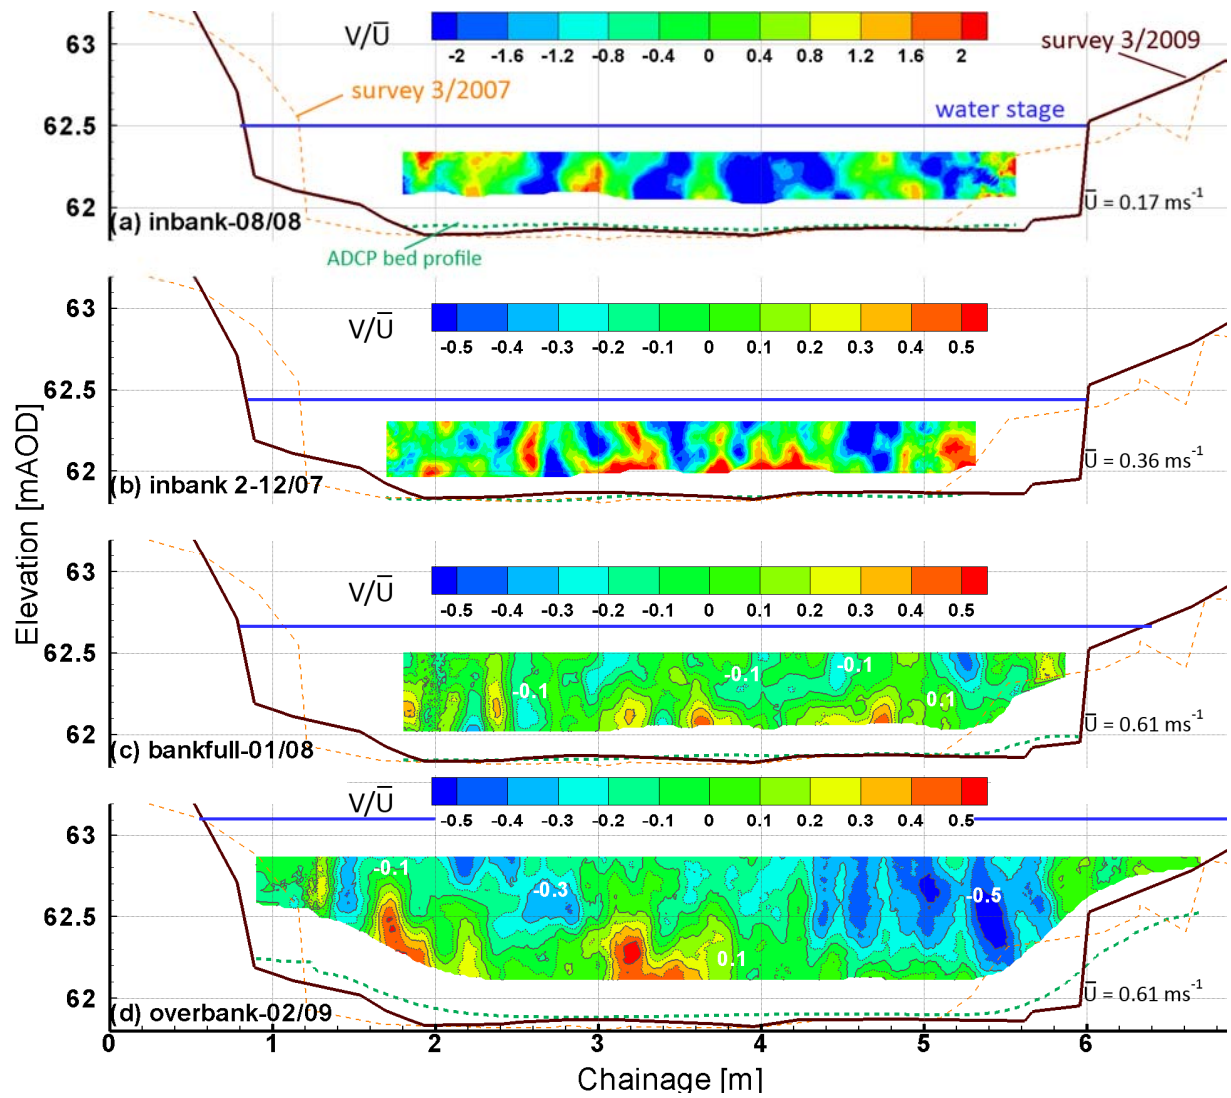 63
V/U̅
-2 -1.6 -1.2 -0.8 -0.4 0 0.4 0.8 1.2 1.6 2
survey 3/2009
survey 3/2007
water stage
62.5
62
(a) inbank-08/08
U̅ = 0.17 ms⁻¹
ADCP bed profile
63
V/U̅
-0.5 -0.4 -0.3 -0.2 -0.1 0 0.1 0.2 0.3 0.4 0.5
62.5
62
(b) inbank 2-12/07
U̅ = 0.36 ms⁻¹
Elevation [mAOD]
63
V/U̅
-0.5 -0.4 -0.3 -0.2 -0.1 0 0.1 0.2 0.3 0.4 0.5
62.5
-0.1 -0.1 -0.1 0.1
62
(c) bankfull-01/08
U̅ = 0.61 ms⁻¹
V/U̅
-0.5 -0.4 -0.3 -0.2 -0.1 0 0.1 0.2 0.3 0.4 0.5
63
-0.1 -0.3 -0.5
62.5
0.1
62
(d) overbank-02/09
U̅ = 0.61 ms⁻¹
0 1 2 3 4 5 6
Chainage [m]